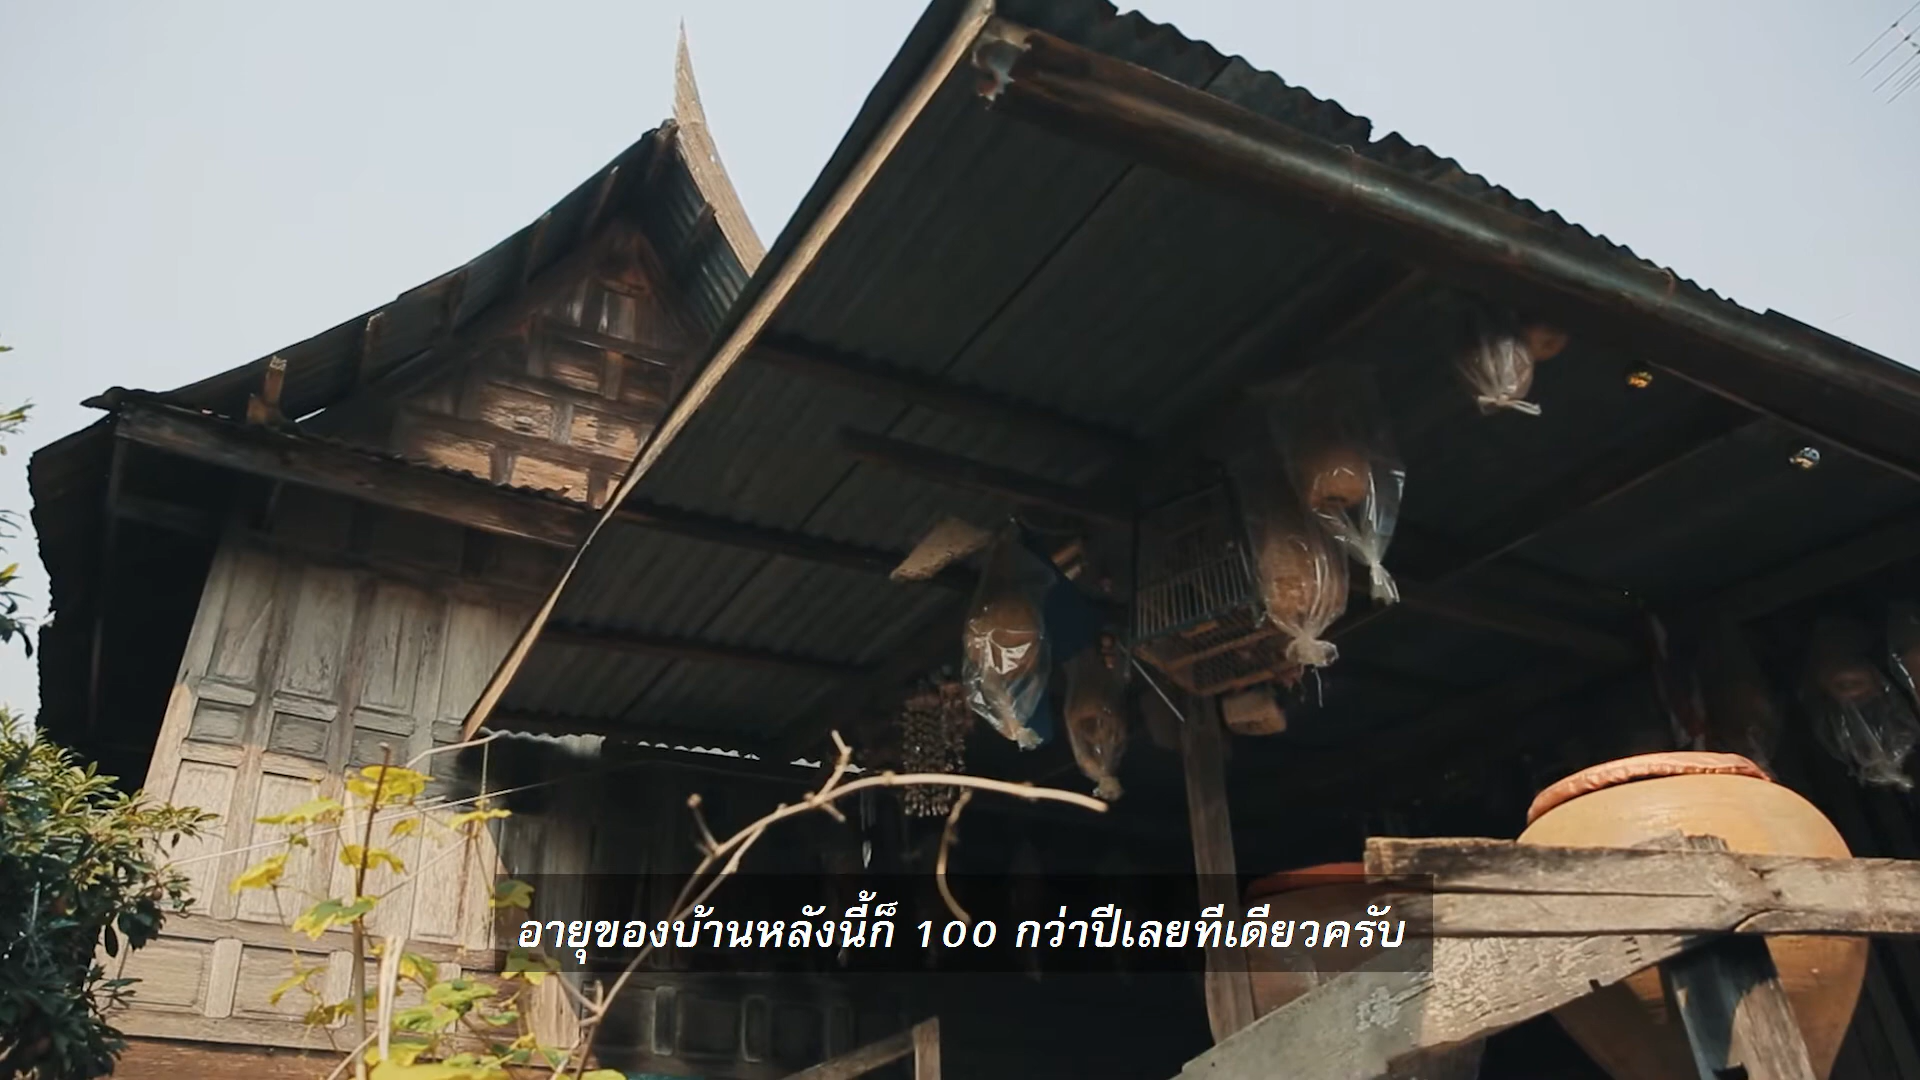 อายุของบ้านหลังนี้ก็ 100 กว่าปีเลยทีเดียวครับ